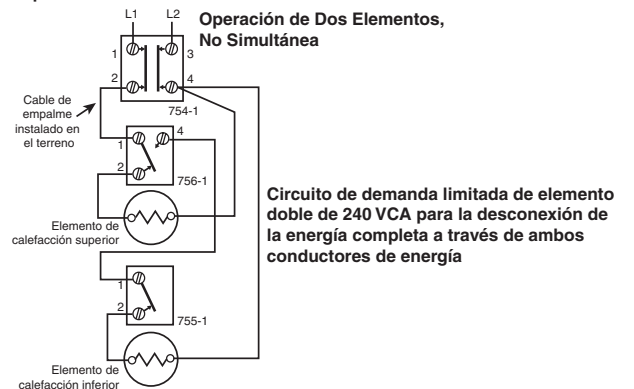 L1 L2
Operación de Dos Elementos,
No Simultánea
1 3
2 4
754-1
Cable de
empalme
instalado en
el terreno
1 4
2
756-1
Elemento de
calefacción superior
Circuito de demanda limitada de elemento
doble de 240 VCA para la desconexión de
la energía completa a través de ambos
conductores de energía
1
2
755-1
Elemento de
calefacción inferior